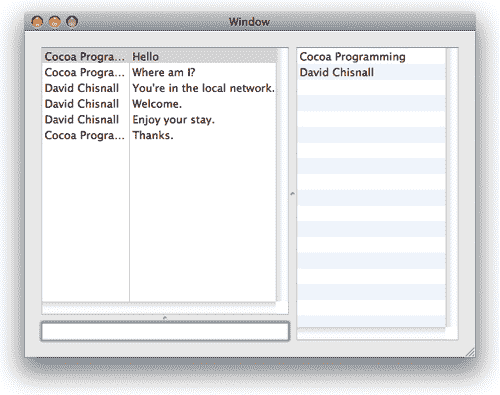 Window
Cocoa Progra... Hello
Cocoa Progra... Where am I?
David Chisnall You're in the local network.
David Chisnall Welcome.
David Chisnall Enjoy your stay.
Cocoa Progra... Thanks.
Cocoa Programming
David Chisnall